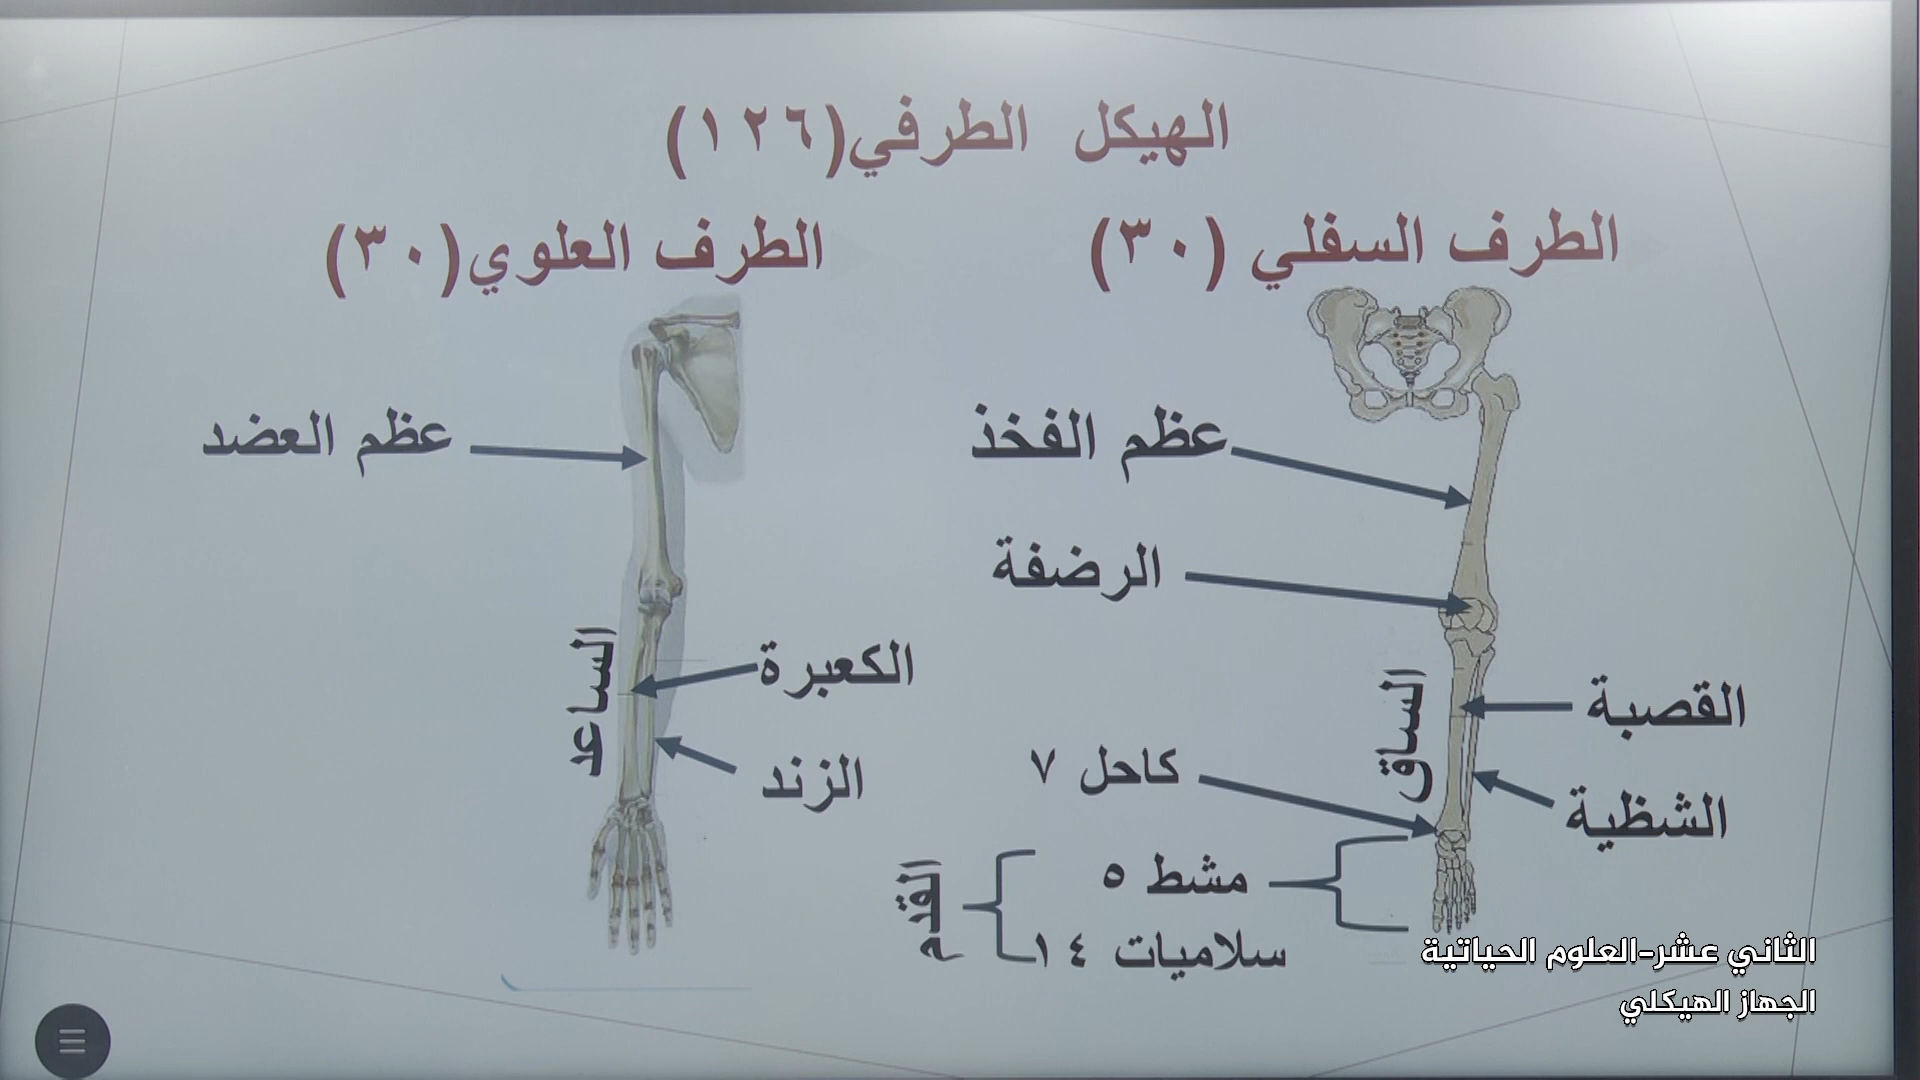 الهيكل الطرفي(١٢٦)
الطرف السفلي (٣٠)
الطرف العلوي(٣٠)
عظم الفخذ
الرضفة
القصبة
الساق
الشظية
كاحل ٧
مشط ٥
سلاميات ١٤
القدم
عظم العضد
الكعبرة
الساعد
الزند
الثاني عشر-العلوم الحياتية
الجهاز الهيكلي